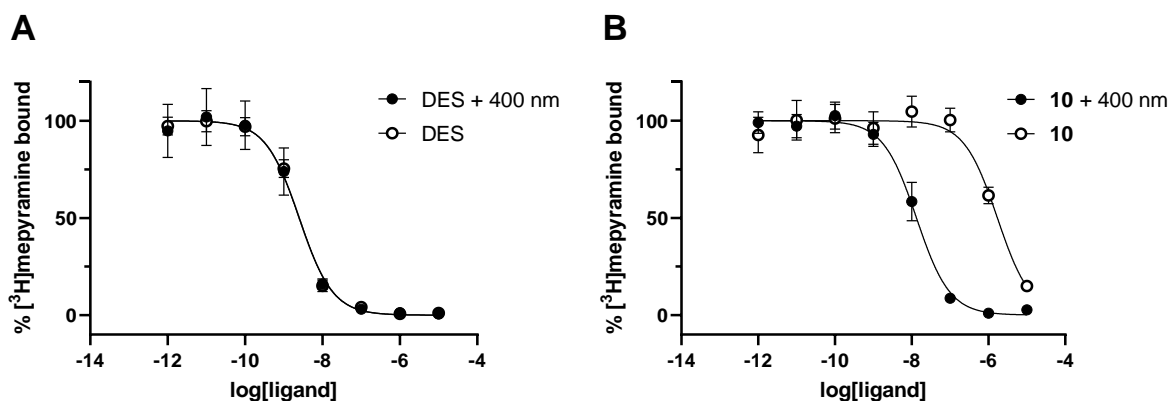 A
% [³H]mepyramine bound
100
50
0
-14
-12
-10
-8
-6
-4
log[ligand]
DES + 400 nm
DES
B
% [³H]mepyramine bound
100
50
0
-14
-12
-10
-8
-6
-4
log[ligand]
10 + 400 nm
10